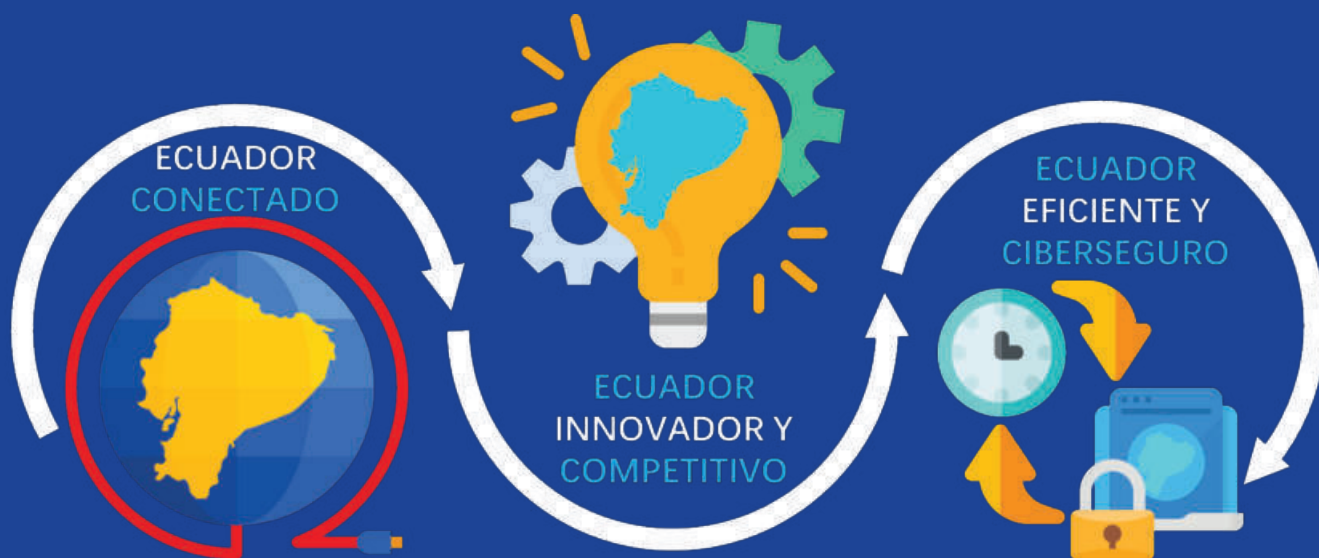 ECUADOR
CONECTADO
ECUADOR
INNOVADOR Y
COMPETITIVO
ECUADOR
EFICIENTE Y
CIBERSEGURO